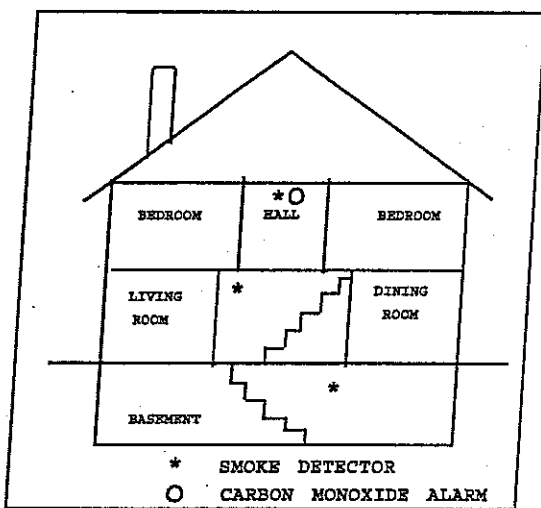 * O
BEDROOM HALL BEDROOM
*
LIVING ROOM
DINING ROOM
*
BASEMENT
* SMOKE DETECTOR
O CARBON MONOXIDE ALARM